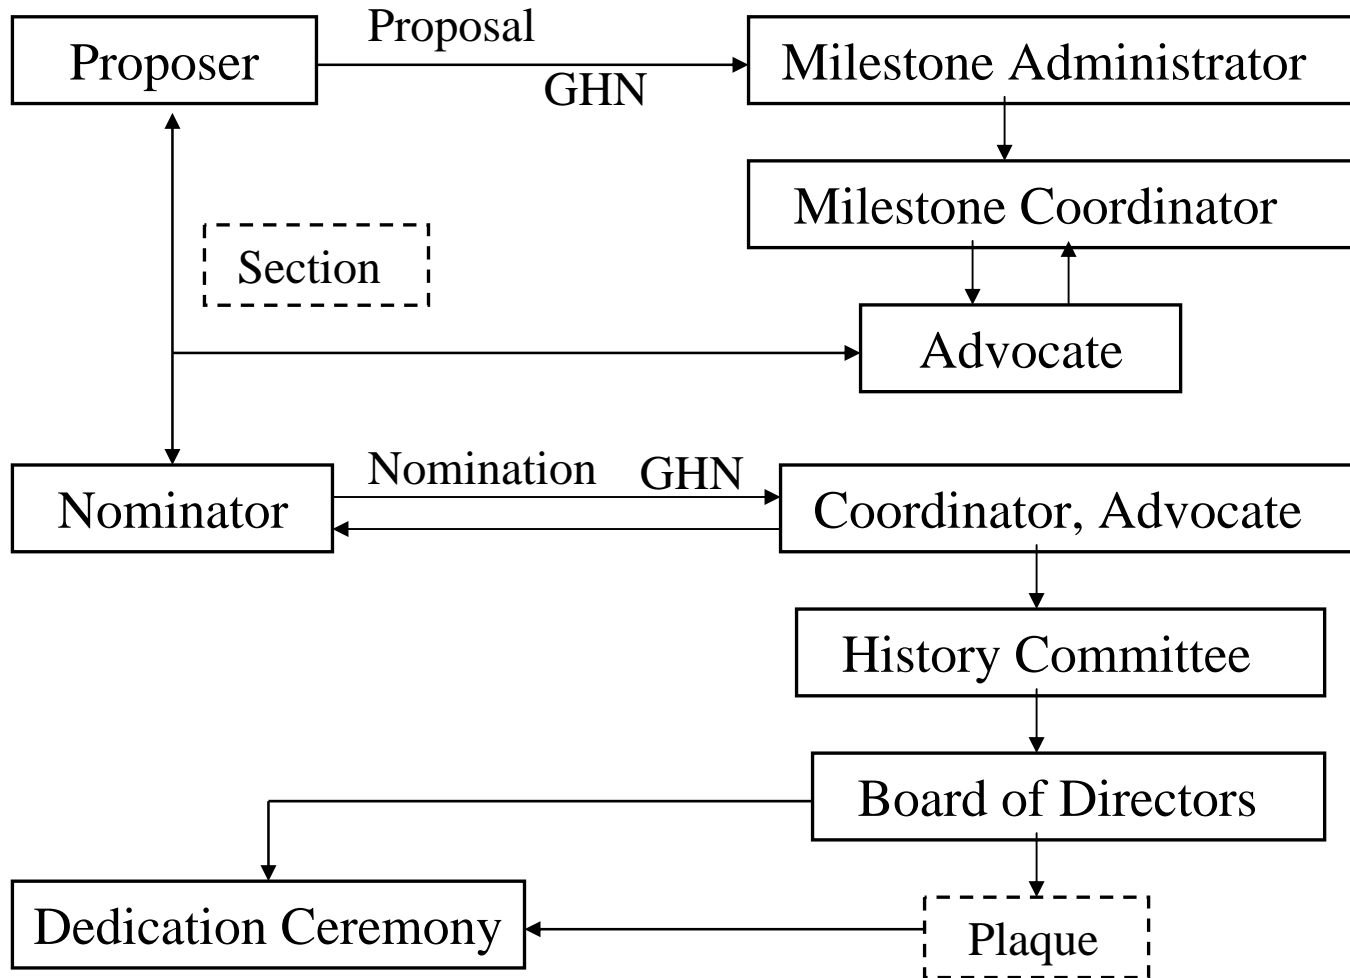 Proposer
Proposal
GHN
Milestone Administrator
Milestone Coordinator
Section
Advocate
Nominator
Nomination
GHN
Coordinator, Advocate
History Committee
Board of Directors
Dedication Ceremony
Plaque